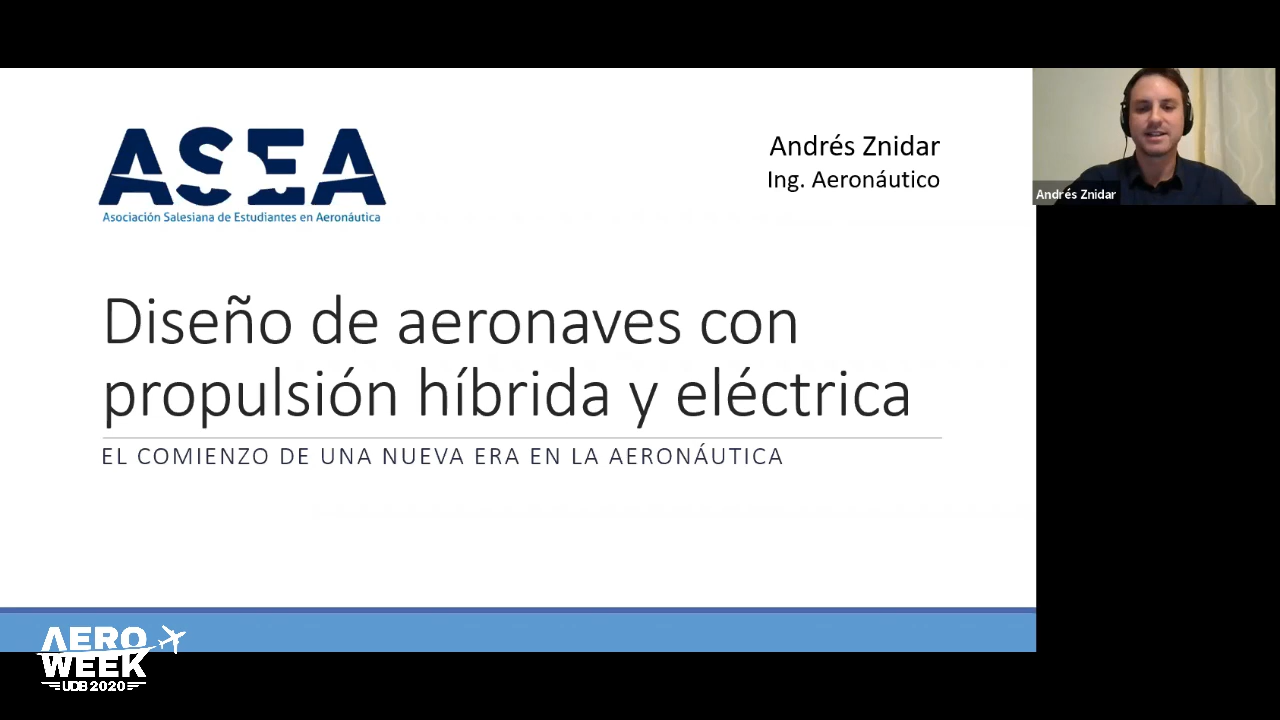 ASEA
Asociación Salesiana de Estudiantes en Aeronáutica
Andrés Znidar
Ing. Aeronáutico
Andrés Znidar
Diseño de aeronaves con
propulsión híbrida y eléctrica
EL COMIENZO DE UNA NUEVA ERA EN LA AERONÁUTICA
AERO
WEEK
UDB 2020